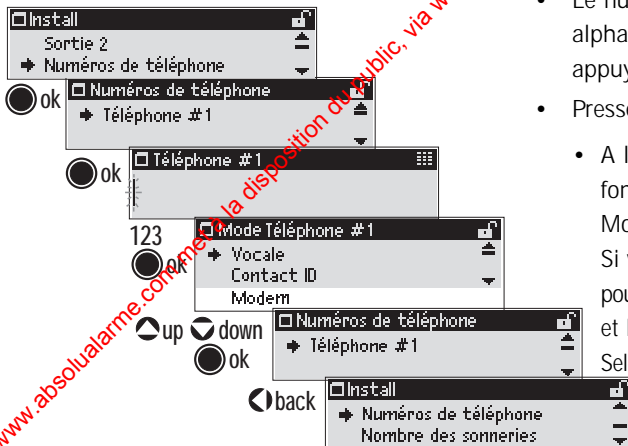 Install
Sortie 2
Numéros de téléphone
ok
Numéros de téléphone
Téléphone #1
ok
Téléphone #1
123
ok
Mode Téléphone #1
Vocale
Contact ID
Modem
up down
ok
Numéros de téléphone
Téléphone #1
back
Install
Numéros de téléphone
Nombre des sonneries
www.absolualarme.com met à la disposition du public, via
• Le
alpha
appuy
• Presse
• A
fon
Mo
Si
pou
et
Sel